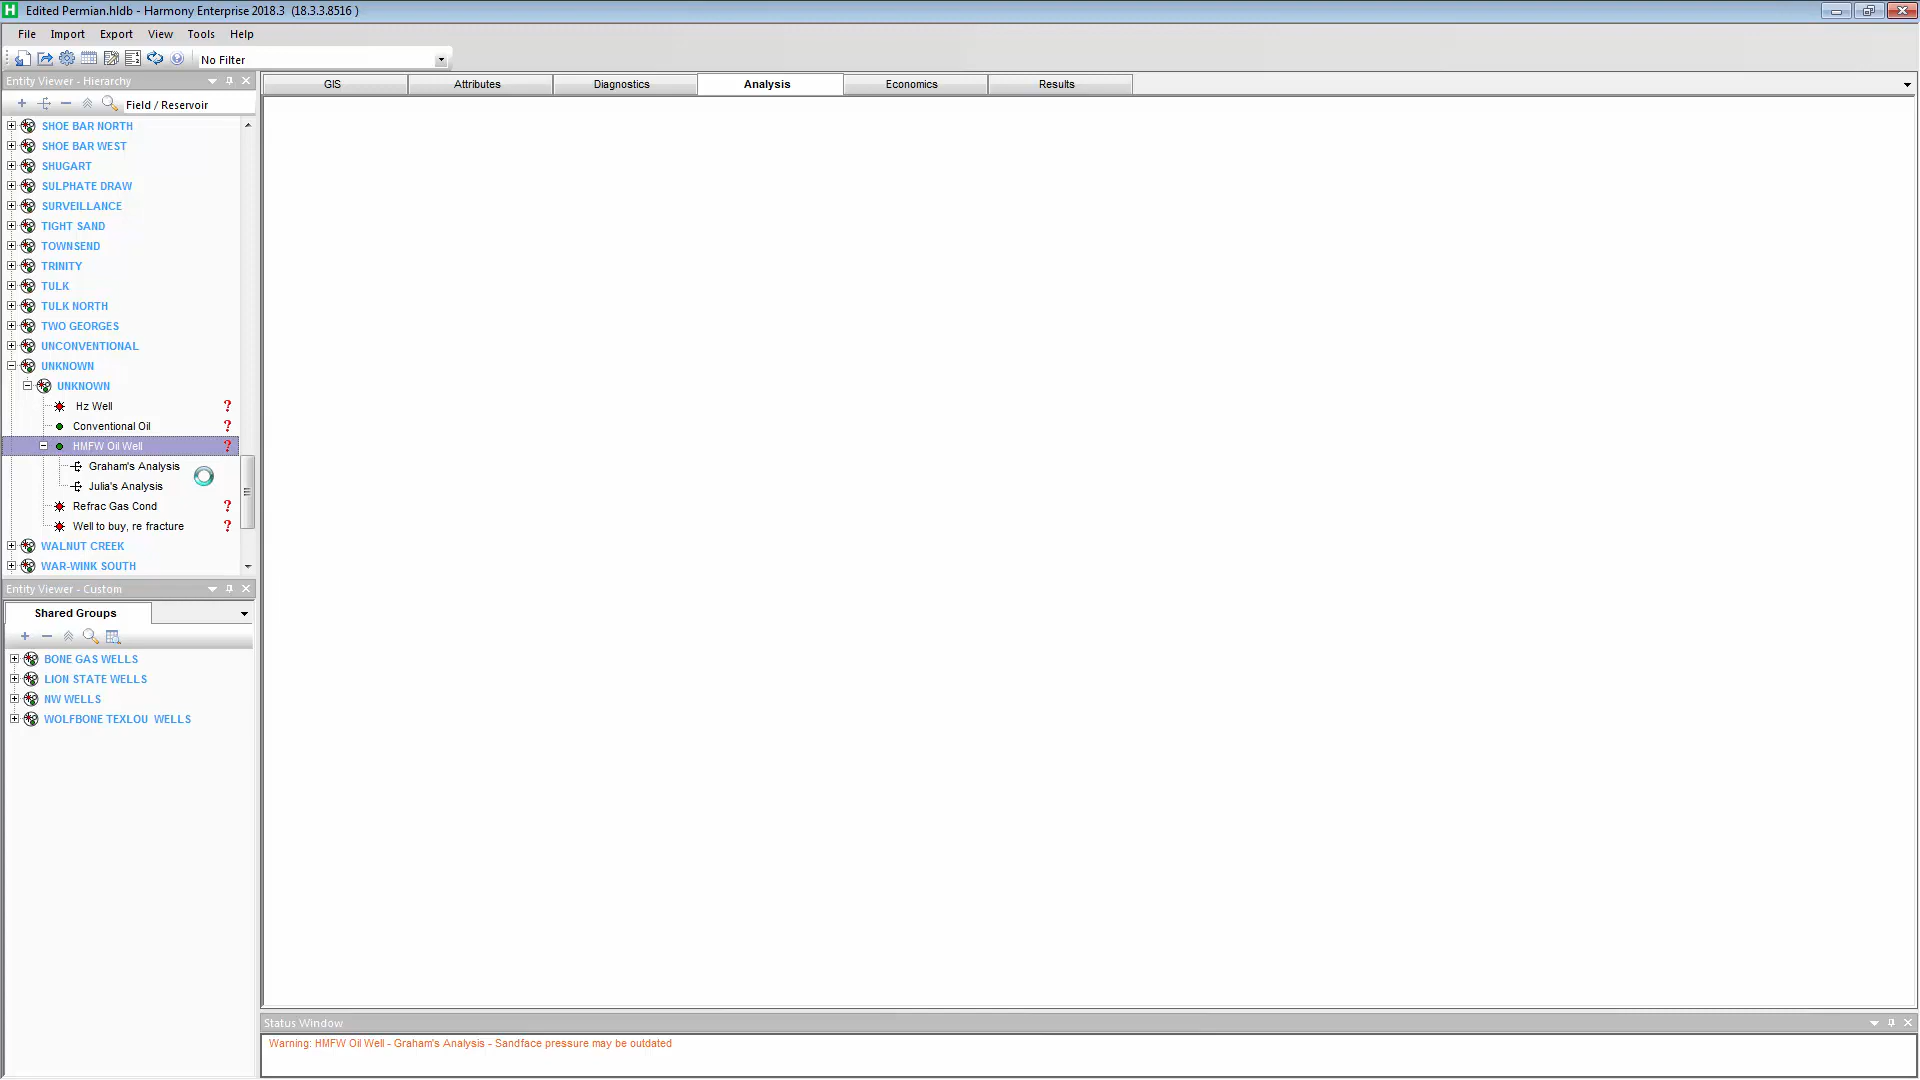 Edited Permian.hldb - Harmony Enterprise 2018.3 (18.3.3.8516 )
File Import Export View Tools Help
No Filter
Entity Viewer - Hierarchy
Field / Reservoir
SHOE BAR NORTH
SHOE BAR WEST
SHUGART
SULPHATE DRAW
SURVEILLANCE
TIGHT SAND
TOWNSEND
TRINITY
TULK
TULK NORTH
TWO GEORGES
UNCONVENTIONAL
UNKNOWN
UNKNOWN
Hz Well ?
Conventional Oil ?
HMFW Oil Well ?
Graham's Analysis
Julia's Analysis
Refrac Gas Cond ?
Well to buy, re fracture ?
WALNUT CREEK
WAR-WINK SOUTH
Entity Viewer - Custom
Shared Groups
BONE GAS WELLS
LION STATE WELLS
NW WELLS
WOLFBONE TEXLOU WELLS
GIS Attributes Diagnostics Analysis Economics Results
Status Window
Warning: HMFW Oil Well - Graham's Analysis - Sandface pressure may be outdated